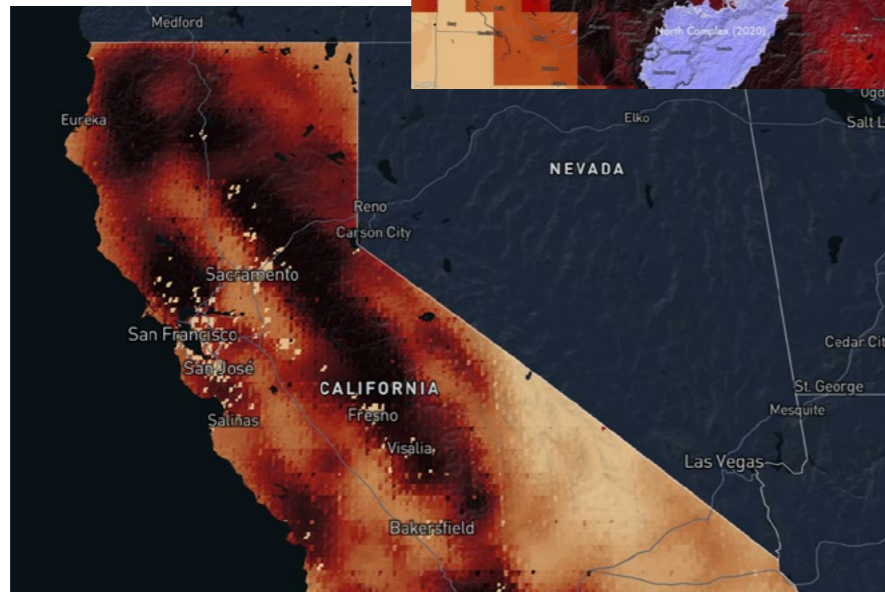 Medford
North Complex (2020)
Eureka
Elko
Ogd
Salt L
NEVADA
Reno
Carson City
Sacramento
San Francisco
Cedar Cit
San José
CALIFORNIA
St. George
Mesquite
Fresno
Salinas
Visalia
Las Vegas
Bakersfield